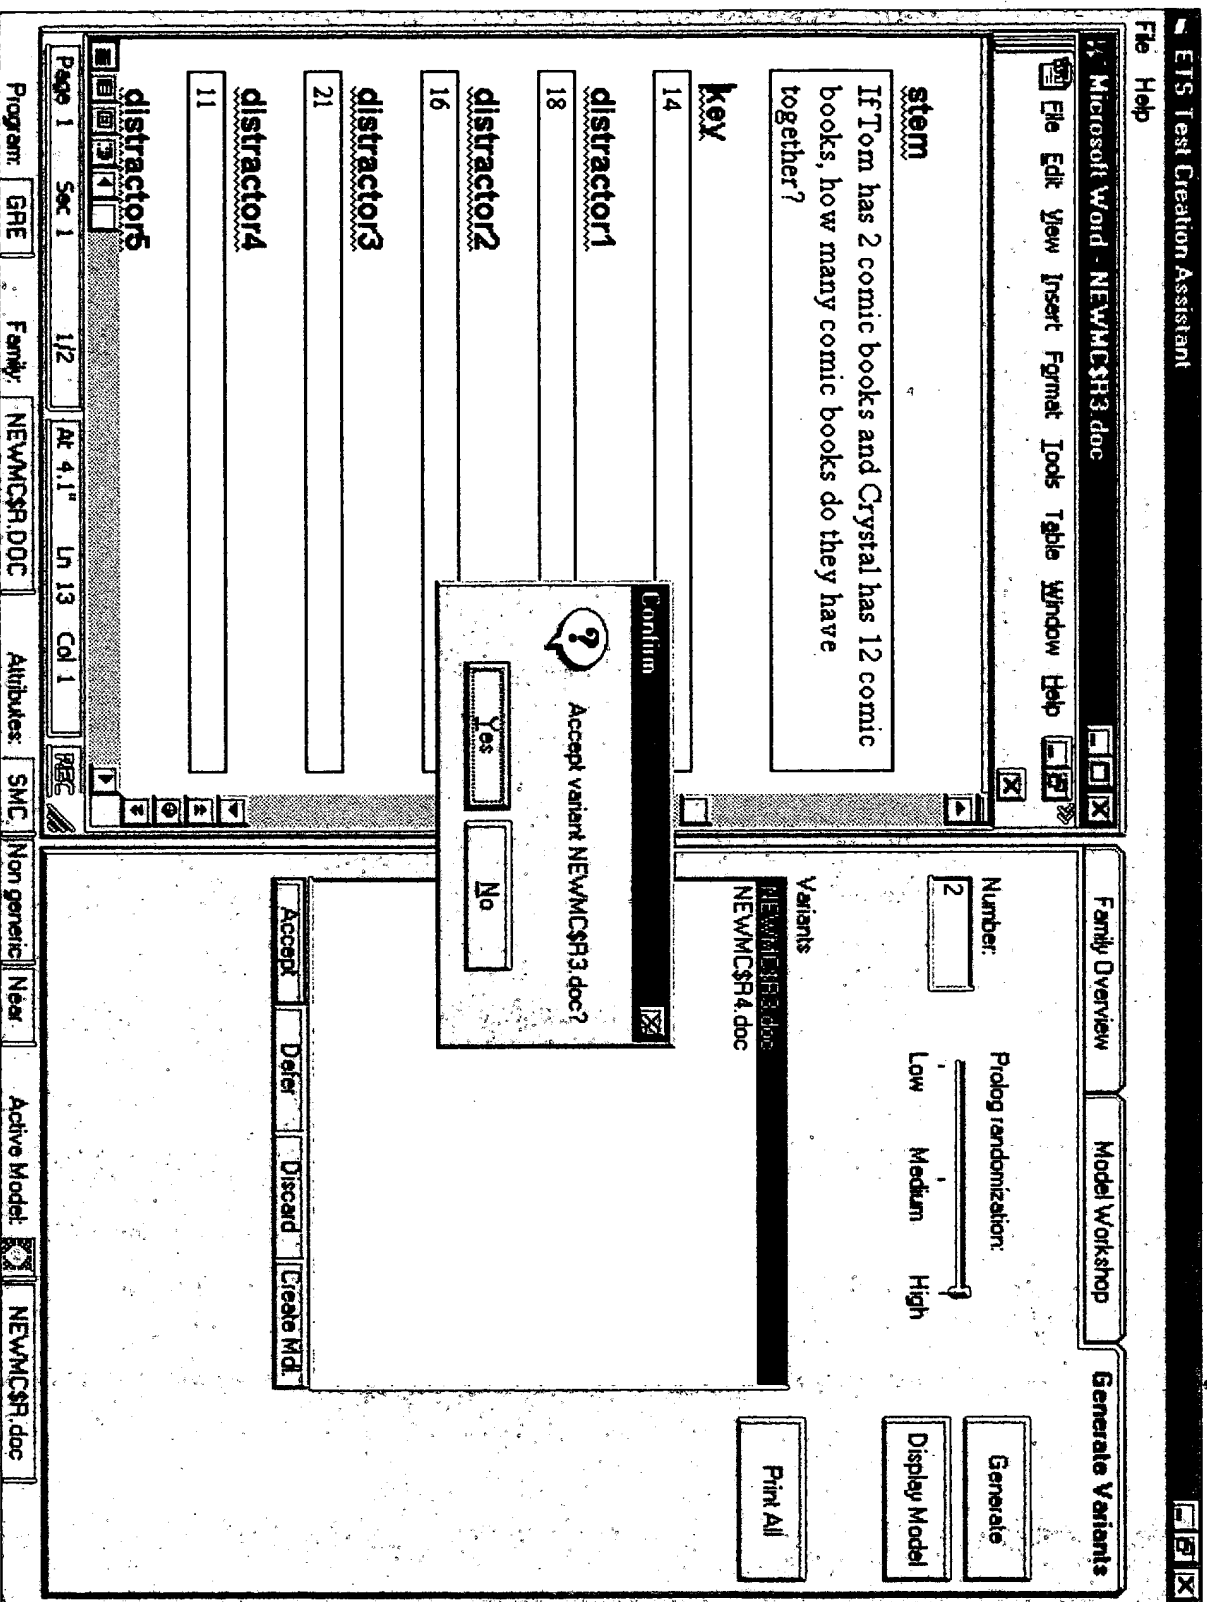 ETS Test Creation Assistant
File Help
Microsoft Word - NEWMC$R3.doc
File Edit View Insert Format Tools Table Window Help
stem
If Tom has 2 comic books and Crystal has 12 comic
books, how many comic books do they have
together?
key
14
distractor1
18
distractor2
16
distractor3
21
distractor4
11
distractor5
Page 1 Sec 1 1/2 At 4.1" Ln 13 Col 1 REC
Confirm
Accept variant NEWMC$R3.doc?
Yes No
Family Overview Model Workshop Generate Variants
Number:
2
Prolog randomization:
Low Medium High
Generate
Display Model
Print All
Variants
NEWMC$R3.doc
NEWMC$R4.doc
Accept Defer Discard Create Mdl.
Program: GRE Family: NEWMC$R.DOC Attributes: SMC Non generic Near Active Model: NEWMC$R.doc